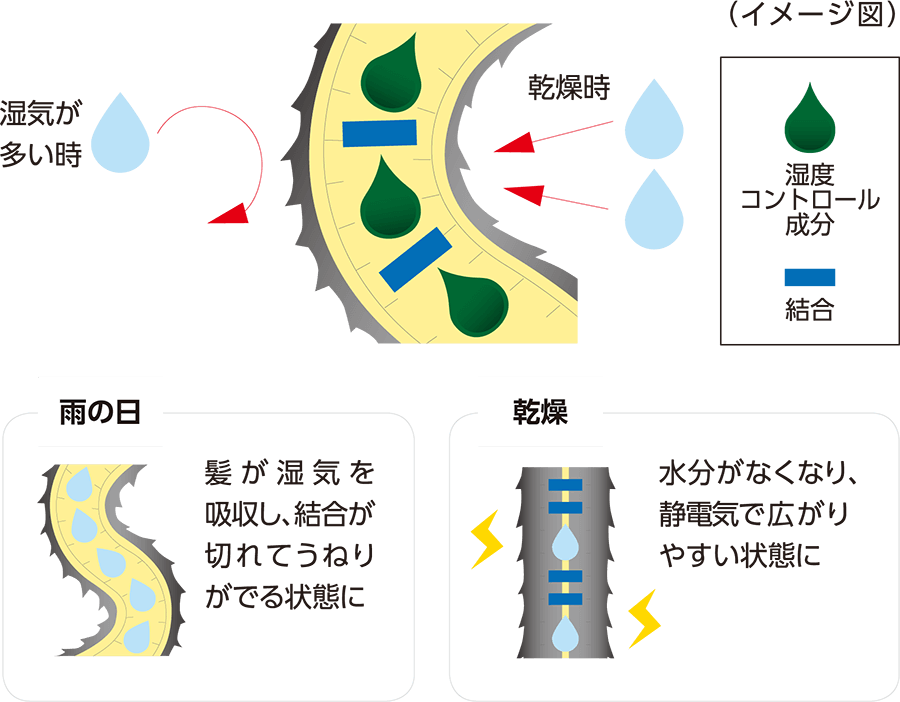 （イメージ図）
湿気が
多い時
乾燥時
湿度
コントロール
成分
結合
雨の日
髪が湿気を
吸収し、結合が
切れてうねり
がでる状態に
乾燥
水分がなくなり、
静電気で広がり
やすい状態に